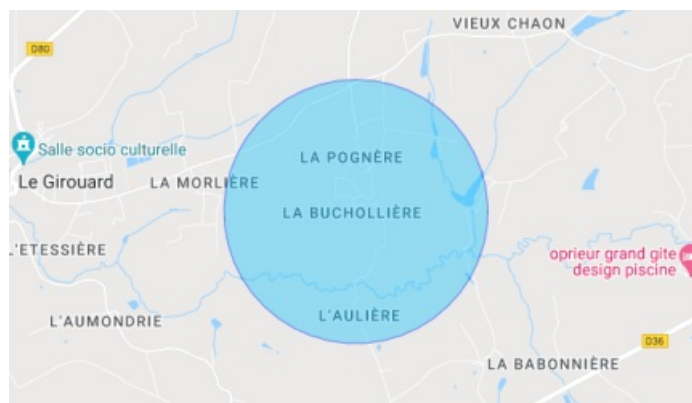 VIEUX CHAON
D80
Salle socio culturelle
LA POGNÈRE
Le Girouard
LA MORLIÈRE
LA BUCHOLLIÈRE
L'ETESSIÈRE
oprieur grand gite
design piscine
L'AULIÈRE
L'AUMONDRIE
D36
LA BABONNIÈRE